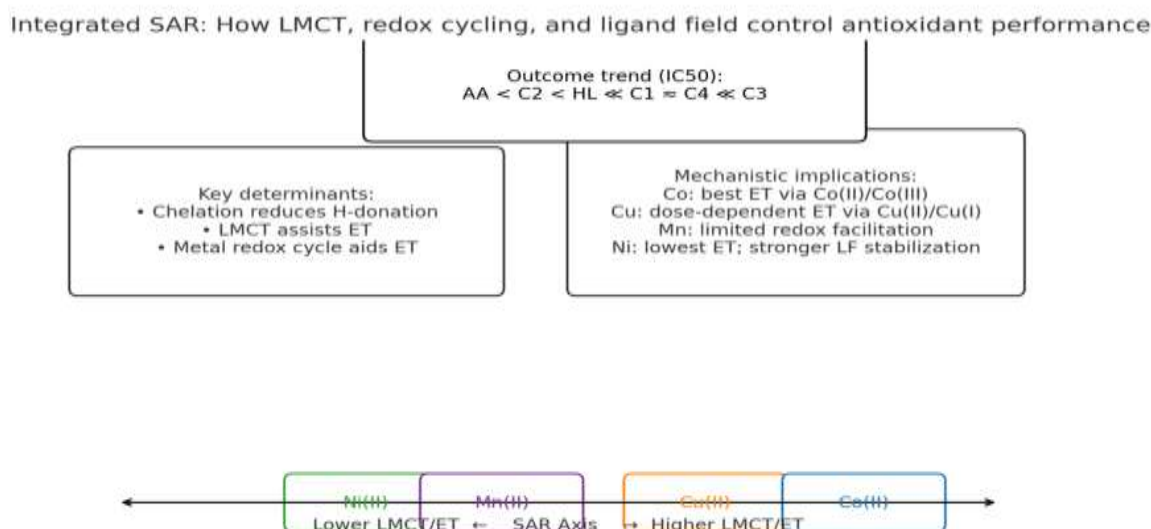 Integrated SAR: How LMCT, redox cycling, and ligand field control antioxidant performance
Outcome trend (IC50):
AA < C2 < HL ≪ C1 ≈ C4 ≪ C3
Key determinants:
• Chelation reduces H-donation
• LMCT assists ET
• Metal redox cycle aids ET
Mechanistic implications:
Co: best ET via Co(II)/Co(III)
Cu: dose-dependent ET via Cu(II)/Cu(I)
Mn: limited redox facilitation
Ni: lowest ET; stronger LF stabilization
Ni(II) Mn(II) Cu(II) Co(II)
Lower LMCT/ET ← SAR Axis → Higher LMCT/ET